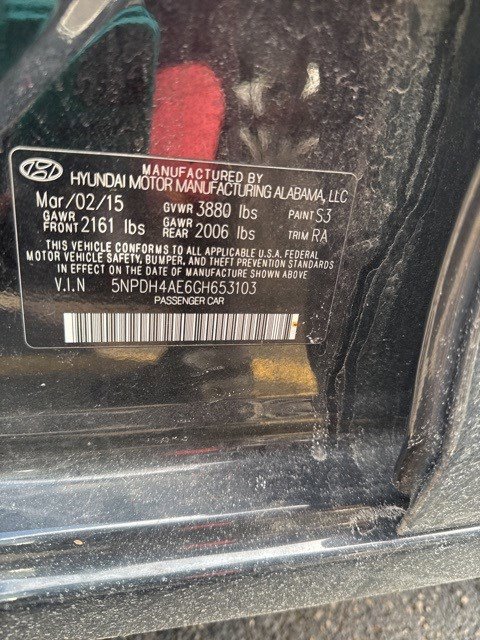 MANUFACTURED BY
HYUNDAI MOTOR MANUFACTURING ALABAMA, LLC
Mar/02/15 GVWR 3880 lbs PAINT S3
GAWR FRONT 2161 lbs GAWR REAR 2006 lbs TRIM RA
THIS VEHICLE CONFORMS TO ALL APPLICABLE U.S.A. FEDERAL
MOTOR VEHICLE SAFETY, BUMPER, AND THEFT PREVENTION STANDARDS
IN EFFECT ON THE DATE OF MANUFACTURE SHOWN ABOVE
V.I.N 5NPDH4AE6GH653103
PASSENGER CAR